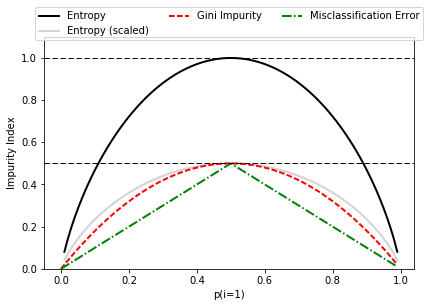 Entropy
Entropy (scaled)
Gini Impurity
Misclassification Error
1.0
0.8
0.6
0.4
0.2
0.0
Impurity Index
0.0 0.2 0.4 0.6 0.8 1.0
p(i=1)